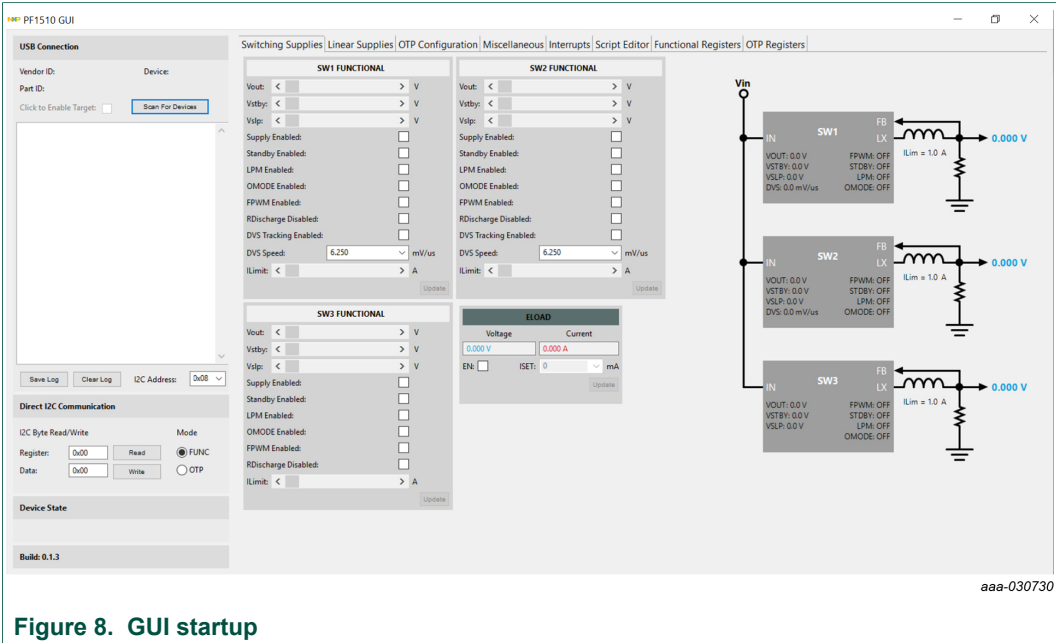 NXP PF1510 GUI
USB Connection
Vendor ID: Device:
Part ID:
Click to Enable Target: Scan For Devices
Save Log Clear Log I2C Address: 0x08
Direct I2C Communication
I2C Byte Read/Write Mode
Register: 0x00 Read FUNC
Data: 0x00 Write OTP
Device State
Build: 0.1.3
Switching Supplies Linear Supplies OTP Configuration Miscellaneous Interrupts Script Editor Functional Registers OTP Registers
SW1 FUNCTIONAL
Vout: < > V
Vstby: < > V
Vslp: < > V
Supply Enabled:
Standby Enabled:
LPM Enabled:
OMODE Enabled:
FPWM Enabled:
RDischarge Disabled:
DVS Tracking Enabled:
DVS Speed: 6.250 mV/us
ILimit: < > A
Update
SW2 FUNCTIONAL
Vout: < > V
Vstby: < > V
Vslp: < > V
Supply Enabled:
Standby Enabled:
LPM Enabled:
OMODE Enabled:
FPWM Enabled:
RDischarge Disabled:
DVS Tracking Enabled:
DVS Speed: 6.250 mV/us
ILimit: < > A
Update
SW3 FUNCTIONAL
Vout: < > V
Vstby: < > V
Vslp: < > V
Supply Enabled:
Standby Enabled:
LPM Enabled:
OMODE Enabled:
FPWM Enabled:
RDischarge Disabled:
ILimit: < > A
Update
ELOAD
Voltage Current
0.000 V 0.000 A
EN: ISET: 0 mA
Update
Vin
FB
IN SW1 LX 0.000 V
ILim = 1.0 A
VOUT: 0.0 V FPWM: OFF
VSTBY: 0.0 V STDBY: OFF
VSLP: 0.0 V LPM: OFF
DVS: 0.0 mV/us OMODE: OFF
FB
IN SW2 LX 0.000 V
ILim = 1.0 A
VOUT: 0.0 V FPWM: OFF
VSTBY: 0.0 V STDBY: OFF
VSLP: 0.0 V LPM: OFF
DVS: 0.0 mV/us OMODE: OFF
FB
IN SW3 LX 0.000 V
ILim = 1.0 A
VOUT: 0.0 V FPWM: OFF
VSTBY: 0.0 V STDBY: OFF
VSLP: 0.0 V LPM: OFF
OMODE: OFF
aaa-030730
Figure 8. GUI startup